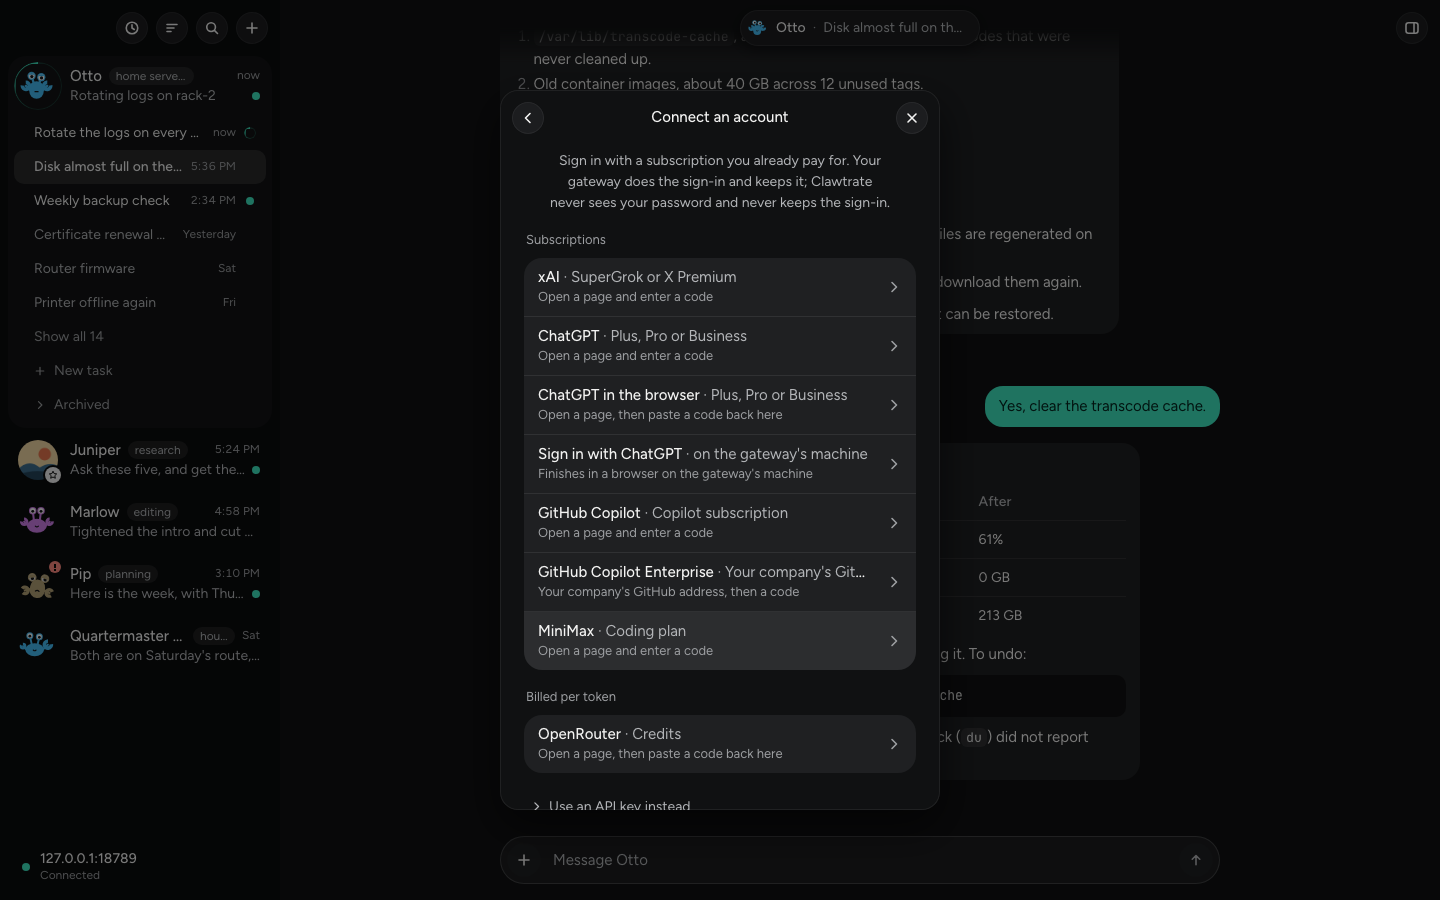 Otto home serve... now
Rotating logs on rack-2
Rotate the logs on every ... now
Disk almost full on the... 5:36 PM
Weekly backup check 2:34 PM
Certificate renewal ... Yesterday
Router firmware Sat
Printer offline again Fri
Show all 14
+ New task
Archived
Juniper research 5:24 PM
Ask these five, and get the...
Marlow editing 4:58 PM
Tightened the intro and cut ...
Pip planning 3:10 PM
Here is the week, with Thu...
Quartermaster ... hou... Sat
Both are on Saturday's route,...
127.0.0.1:18789
Connected
Otto · Disk almost full on th...
1. /var/lib/transcode-cache, that were
never cleaned up.
2. Old container images, about 40 GB across 12 unused tags.
are regenerated on
download them again.
can be restored.
Yes, clear the transcode cache.
After
61%
0 GB
213 GB
it. To undo:
(du) did not report
Message Otto
Connect an account
Sign in with a subscription you already pay for. Your
gateway does the sign-in and keeps it; Clawtrate
never sees your password and never keeps the sign-in.
Subscriptions
xAI · SuperGrok or X Premium
Open a page and enter a code
ChatGPT · Plus, Pro or Business
Open a page and enter a code
ChatGPT in the browser · Plus, Pro or Business
Open a page, then paste a code back here
Sign in with ChatGPT · on the gateway's machine
Finishes in a browser on the gateway's machine
GitHub Copilot · Copilot subscription
Open a page and enter a code
GitHub Copilot Enterprise · Your company's Git...
Your company's GitHub address, then a code
MiniMax · Coding plan
Open a page and enter a code
Billed per token
OpenRouter · Credits
Open a page, then paste a code back here
Use an API key instead